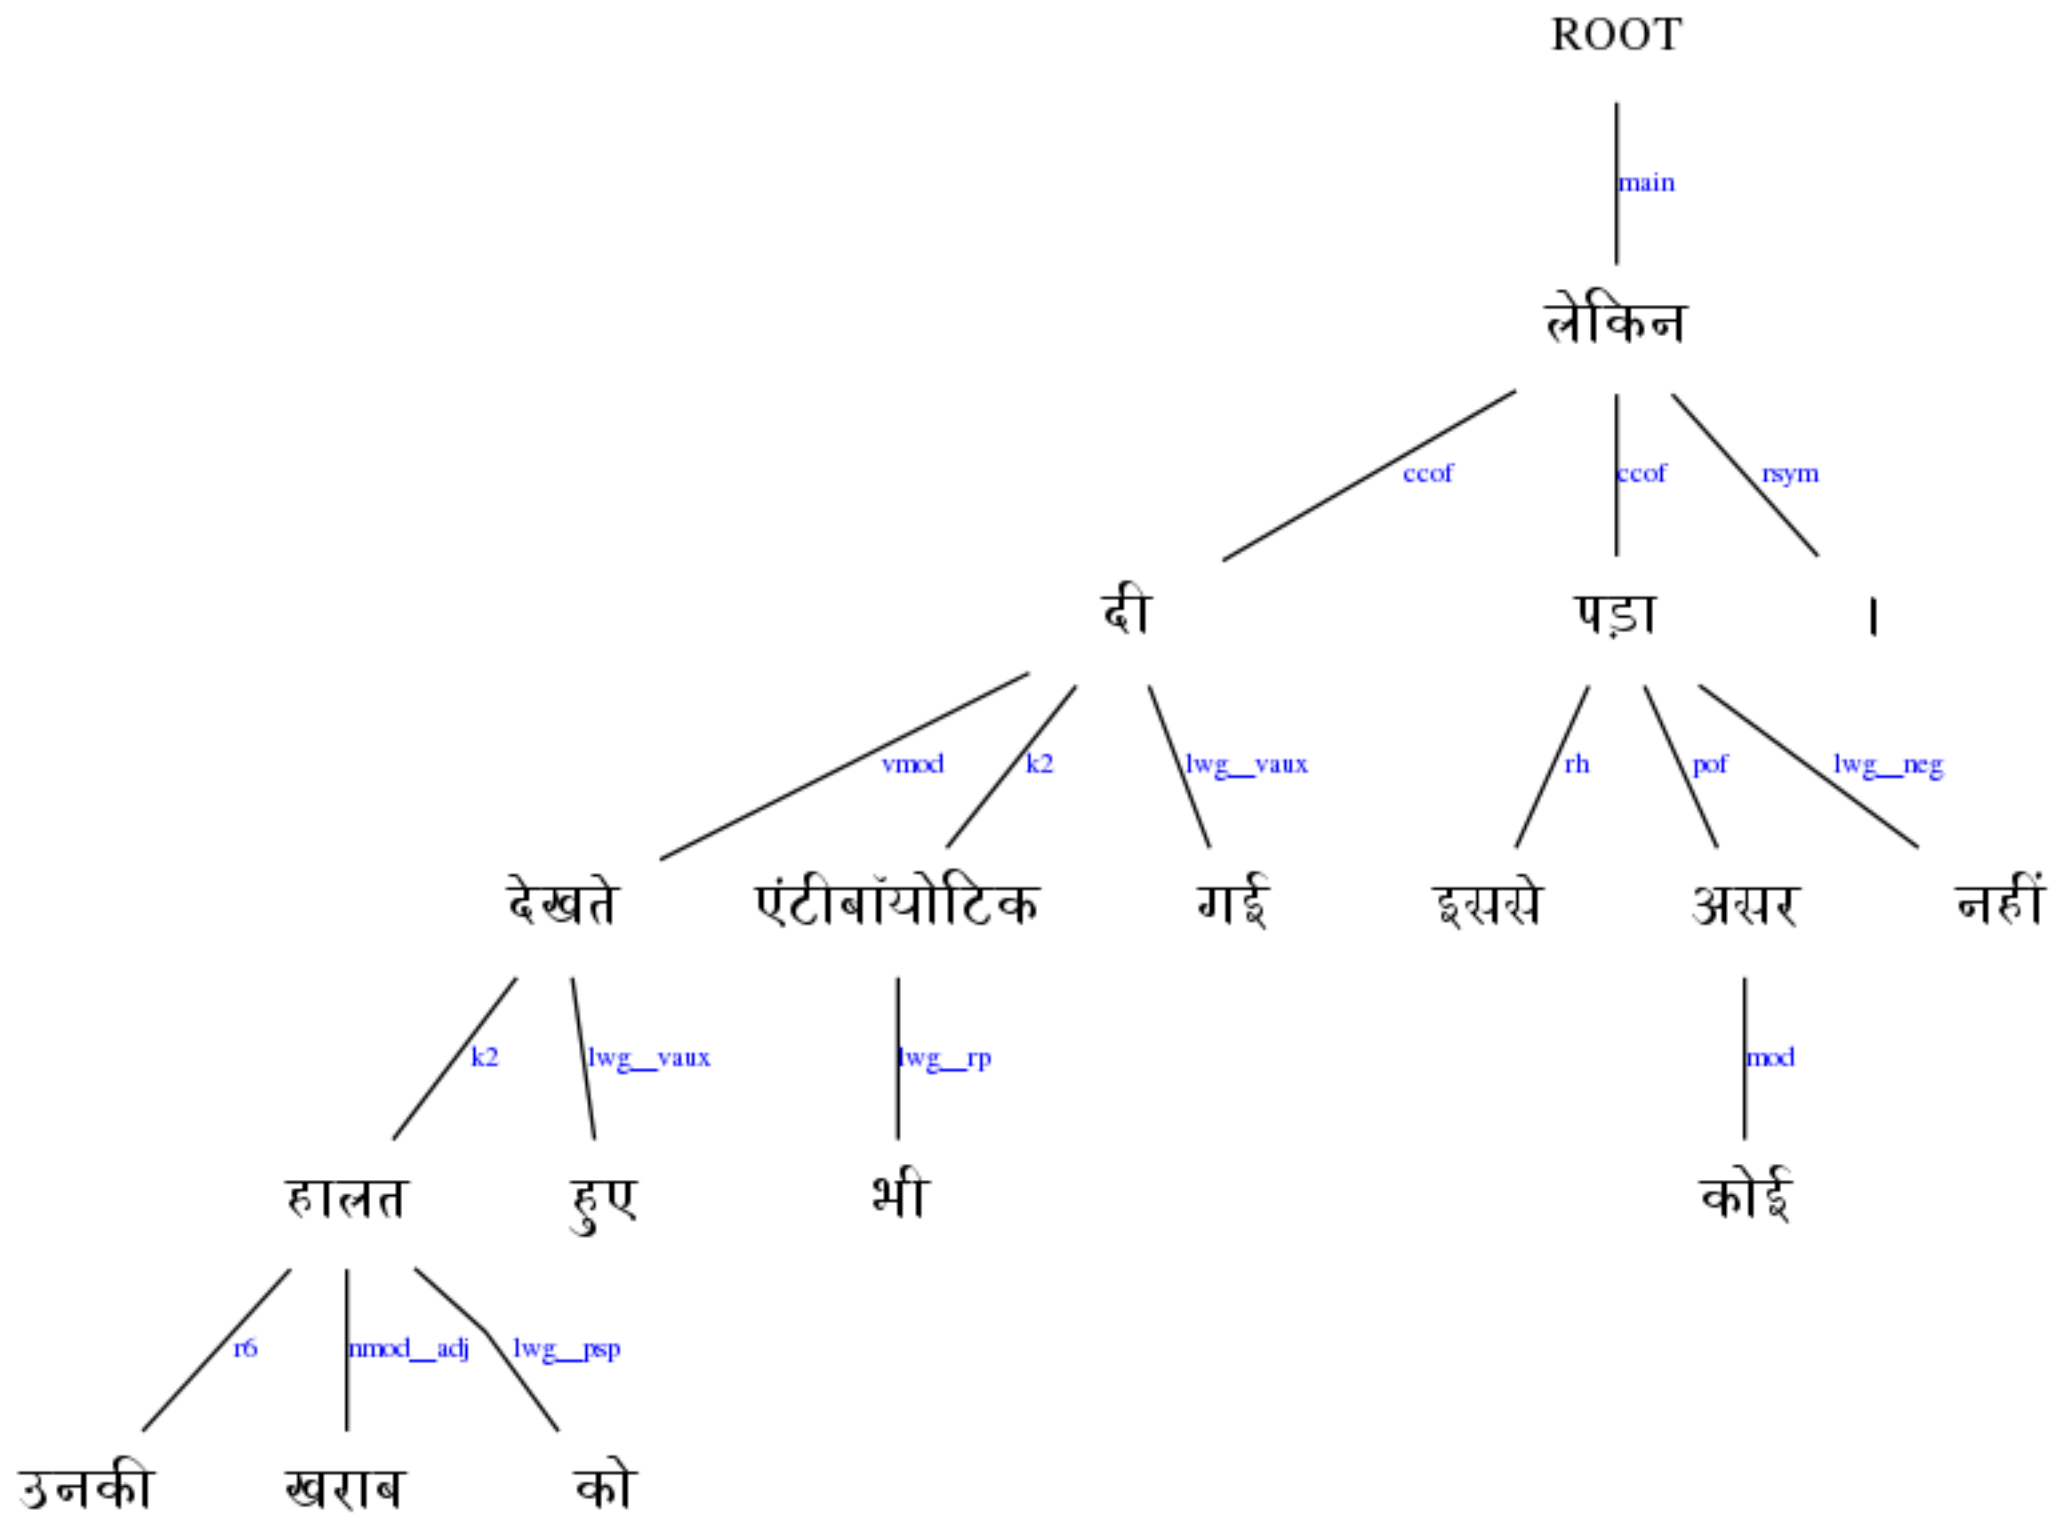 ROOT
main
लेकिन
ccof ccof rsym
दी पड़ा ।
vmod k2 lwg__vaux rh pof lwg__neg
देखते एंटीबॉयोटिक गई इससे असर नहीं
k2 lwg__vaux lwg__rp mod
हालत हुए भी कोई
r6 nmod__adj lwg__psp
उनकी खराब को